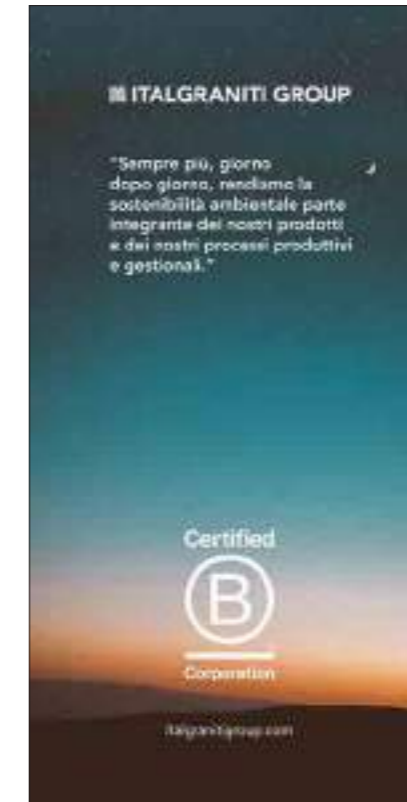 ITALGRANITI GROUP
"Sempre più, giorno
dopo giorno, rendiamo la
sostenibilità ambientale parte
integrante dei nostri prodotti
e dei nostri processi produttivi
e gestionali."
Certified
B
Corporation
italgranitigroup.com